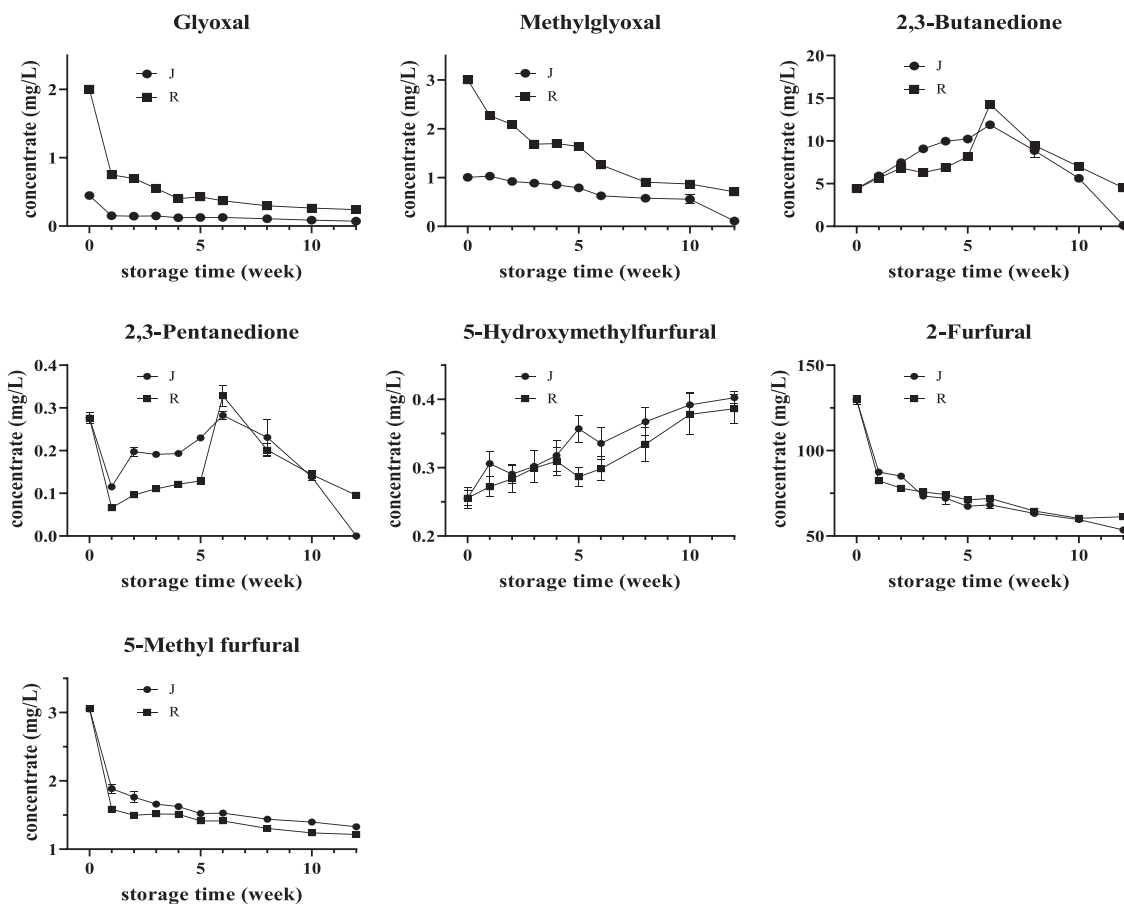 Glyoxal
J
R
concentrate (mg/L)
2
1
0
0 5 10
storage time (week)
Methylglyoxal
J
R
concentrate (mg/L)
3
2
1
0
0 5 10
storage time (week)
2,3-Butanedione
J
R
concentrate (mg/L)
20
15
10
5
0
0 5 10
storage time (week)
2,3-Pentanedione
J
R
concentrate (mg/L)
0.4
0.3
0.2
0.1
0.0
0 5 10
storage time (week)
5-Hydroxymethylfurfural
J
R
concentrate (mg/L)
0.4
0.3
0.2
0 5 10
storage time (week)
2-Furfural
J
R
concentrate (mg/L)
150
100
50
0 5 10
storage time (week)
5-Methyl furfural
J
R
concentrate (mg/L)
3
2
1
0 5 10
storage time (week)